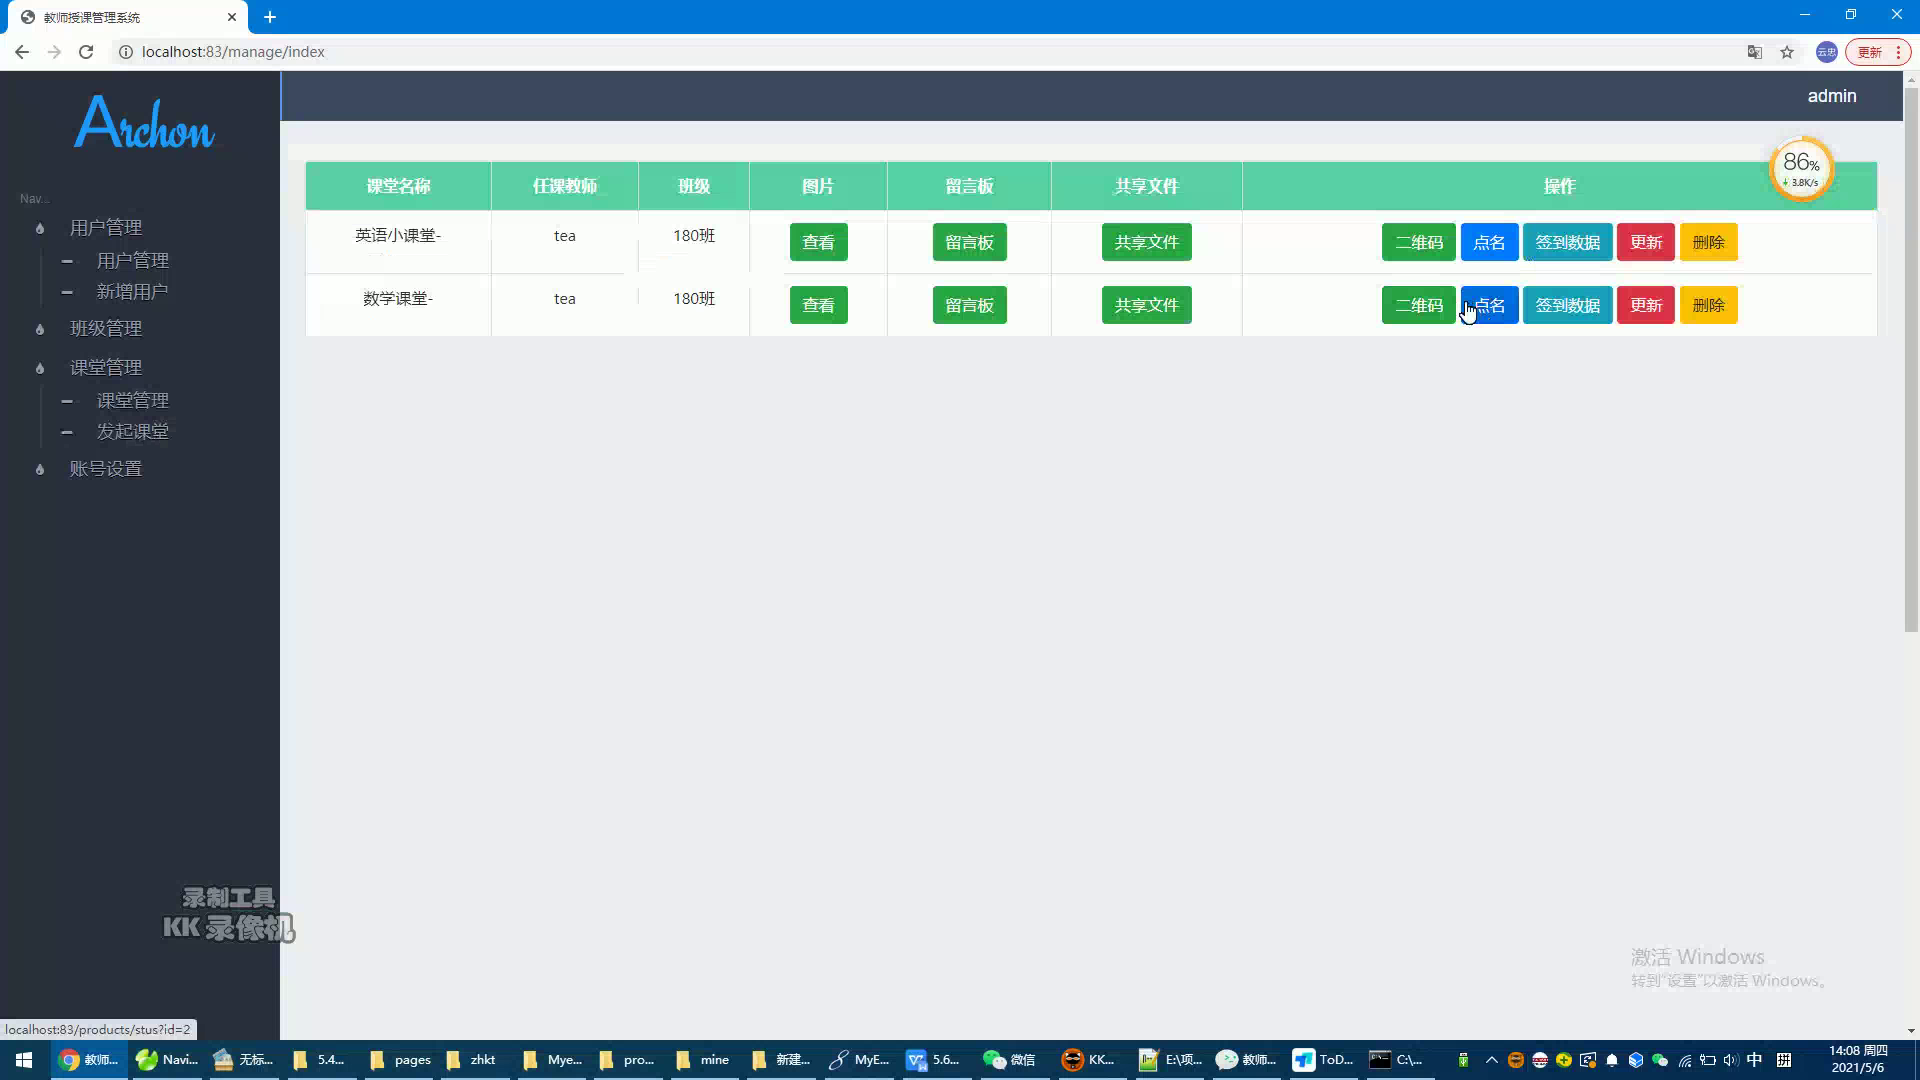 教师授课管理系统
localhost:83/manage/index
云忠
更新
Archon
admin
86%
3.8K/s
Nav...
用户管理
用户管理
新增用户
班级管理
课堂管理
课堂管理
发起课堂
账号设置
课堂名称 任课教师 班级 图片 留言板 共享文件 操作
英语小课堂- tea 180班 查看 留言板 共享文件 二维码 点名 签到数据 更新 删除
数学课堂- tea 180班 查看 留言板 共享文件 二维码 点名 签到数据 更新 删除
录制工具
KK 录像机
激活 Windows
转到"设置"以激活 Windows。
localhost:83/products/stus?id=2
教师... Navi... 无标... 5.4... pages zhkt Mye... pro... mine 新建... MyE... 5.6... 微信 KK... E:\项... 教师... ToD... C:\... 中 拼
14:08 周四
2021/5/6